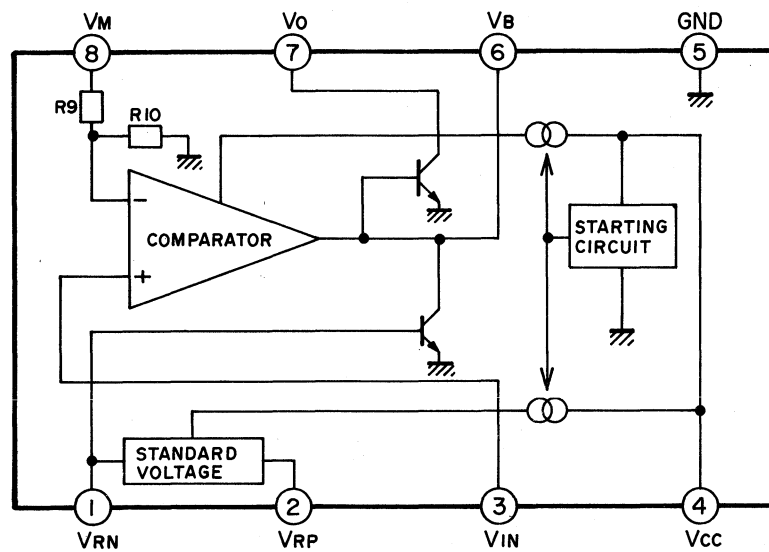 VM VO VB GND
8 7 6 5
R9
R10
−
COMPARATOR
+
STARTING
CIRCUIT
STANDARD
VOLTAGE
1 2 3 4
VRN VRP VIN VCC